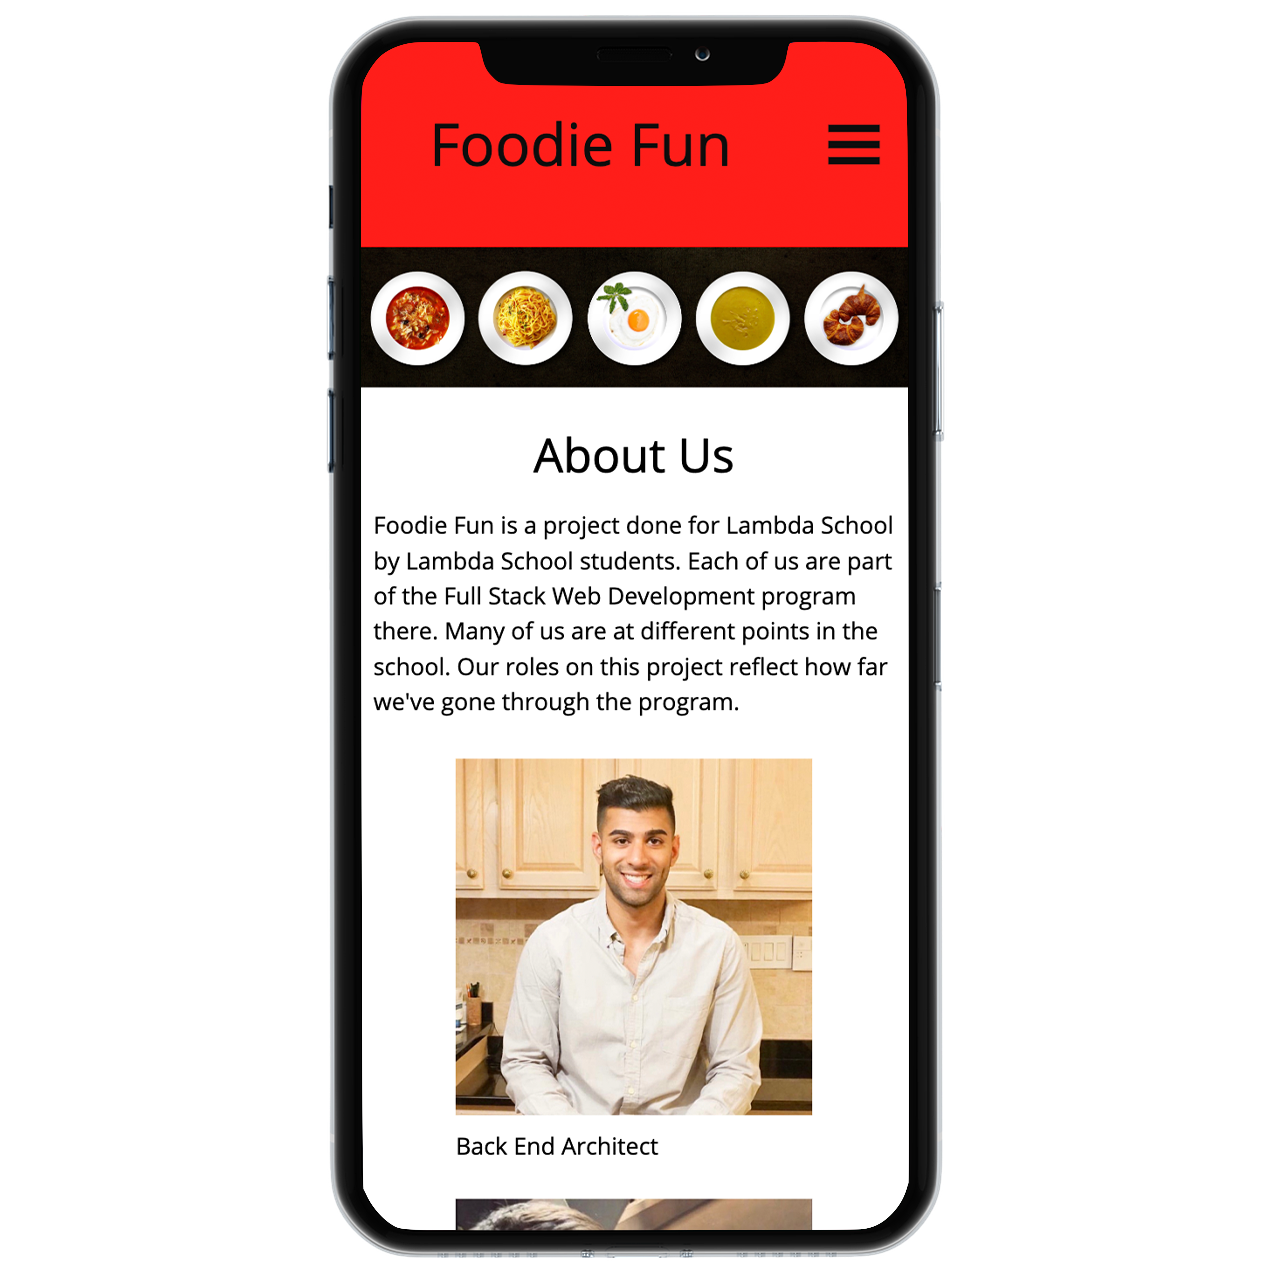 Foodie Fun
About Us
Foodie Fun is a project done for Lambda School
by Lambda School students. Each of us are part
of the Full Stack Web Development program
there. Many of us are at different points in the
school. Our roles on this project reflect how far
we've gone through the program.
Back End Architect